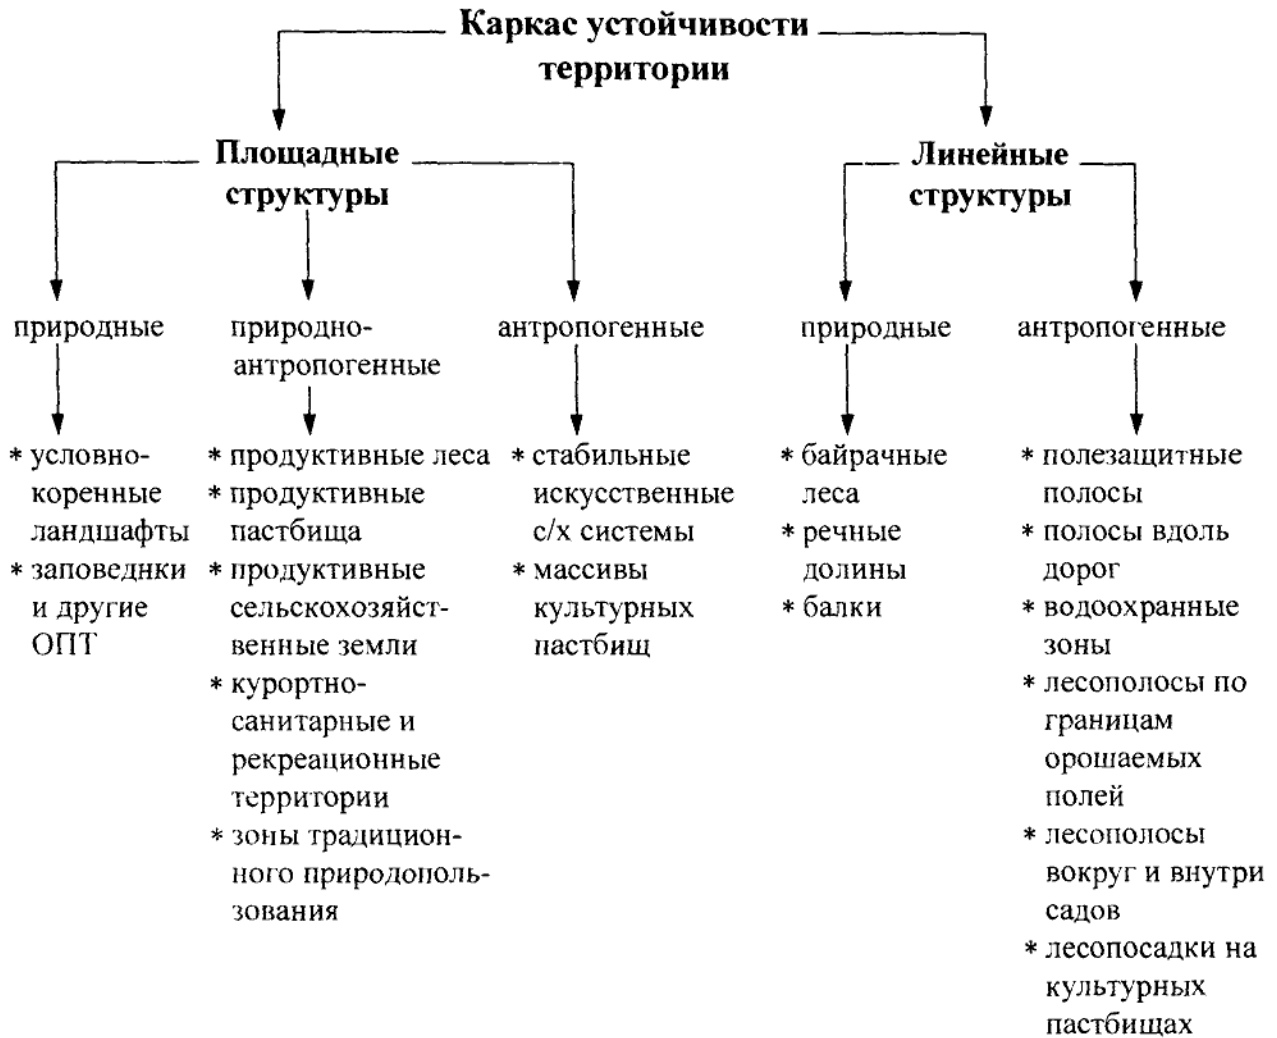 Каркас устойчивости
территории
Площадные
структуры
Линейные
структуры
природные
природно-
антропогенные
антропогенные
природные
антропогенные
* условно-
коренные
ландшафты
* заповеднки
и другие
ОПТ
* продуктивные леса
* продуктивные
пастбища
* продуктивные
сельскохозяйст-
венные земли
* курортно-
санитарные и
рекреационные
территории
* зоны традицион-
ного природополь-
зования
* стабильные
искусственные
с/х системы
* массивы
культурных
пастбищ
* байрачные
леса
* речные
долины
* балки
* полезащитные
полосы
* полосы вдоль
дорог
* водоохранные
зоны
* лесополосы по
границам
орошаемых
полей
* лесополосы
вокруг и внутри
садов
* лесопосадки на
культурных
пастбищах